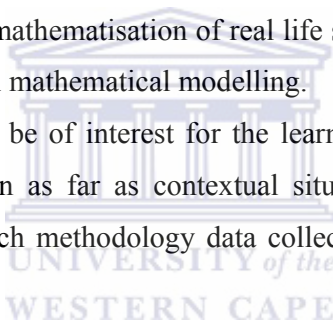 mathematisation of real life s
mathematical modelling.
be of interest for the learn
n as far as contextual situ
ch methodology data collec
UNIVERSITY of the
WESTERN CAPE